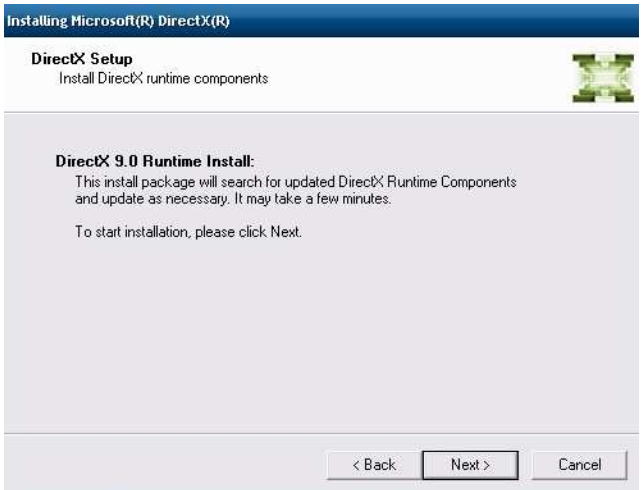 Installing Microsoft(R) DirectX(R)
DirectX Setup
Install DirectX runtime components
DirectX 9.0 Runtime Install:
This install package will search for updated DirectX Runtime Components
and update as necessary. It may take a few minutes.
To start installation, please click Next.
< Back
Next >
Cancel